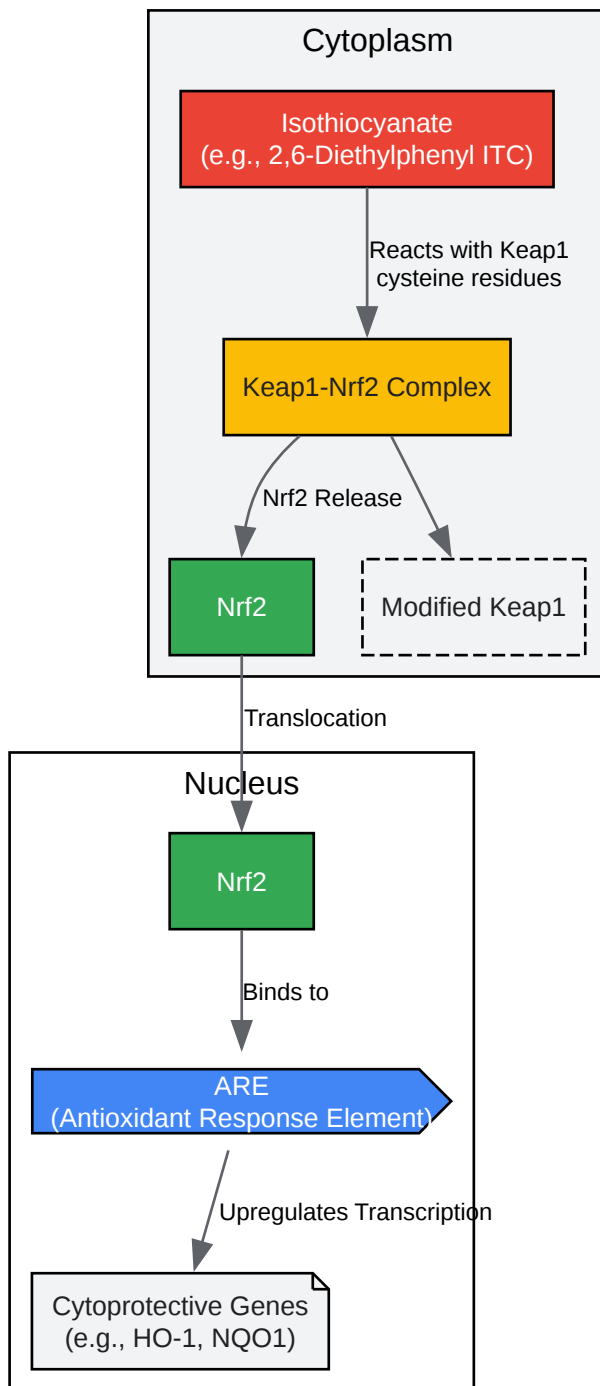 Cytoplasm
Isothiocyanate
(e.g., 2,6-Diethylphenyl ITC)
Reacts with Keap1
cysteine residues
Keap1-Nrf2 Complex
Nrf2 Release
Nrf2
Modified Keap1
Translocation
Nucleus
Nrf2
Binds to
ARE
(Antioxidant Response Element)
Upregulates Transcription
Cytoprotective Genes
(e.g., HO-1, NQO1)